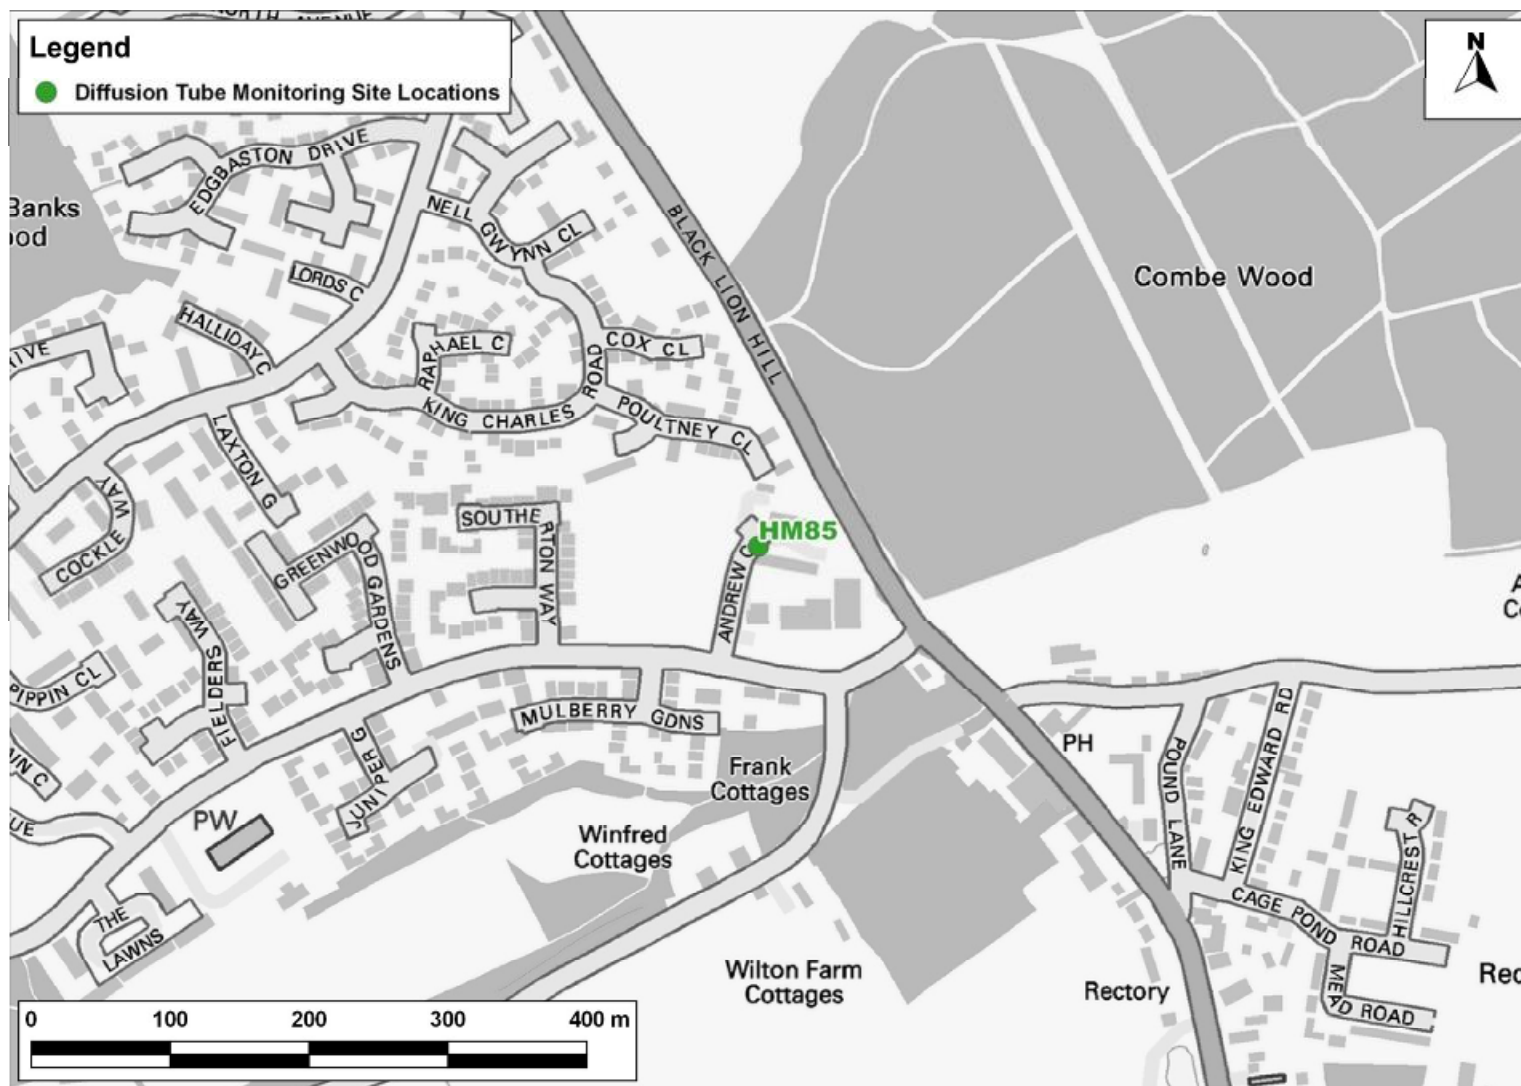 Legend
Diffusion Tube Monitoring Site Locations
N
AVENUE
EDGBASTON DRIVE
NELL GWYNN CL
BLACK LION HILL
Banks
Combe Wood
LORDS C
HALLIDAY C
RAPHAEL C
COX CL
KING CHARLES ROAD
POULTNEY CL
LAXTON G
COCKLE WAY
SOUTHERTON WAY
GREENWOOD GARDENS
HM85
ANDREW C
FIELDERS WAY
PIPPIN CL
MULBERRY GDNS
JUNIPER G
PH
POUND LANE
KING EDWARD RD
Frank
Cottages
PW
Winfred
Cottages
HILLCREST R
CAGE POND ROAD
THE
LAWNS
Wilton Farm
Cottages
Rectory
MEAD ROAD
0 100 200 300 400 m